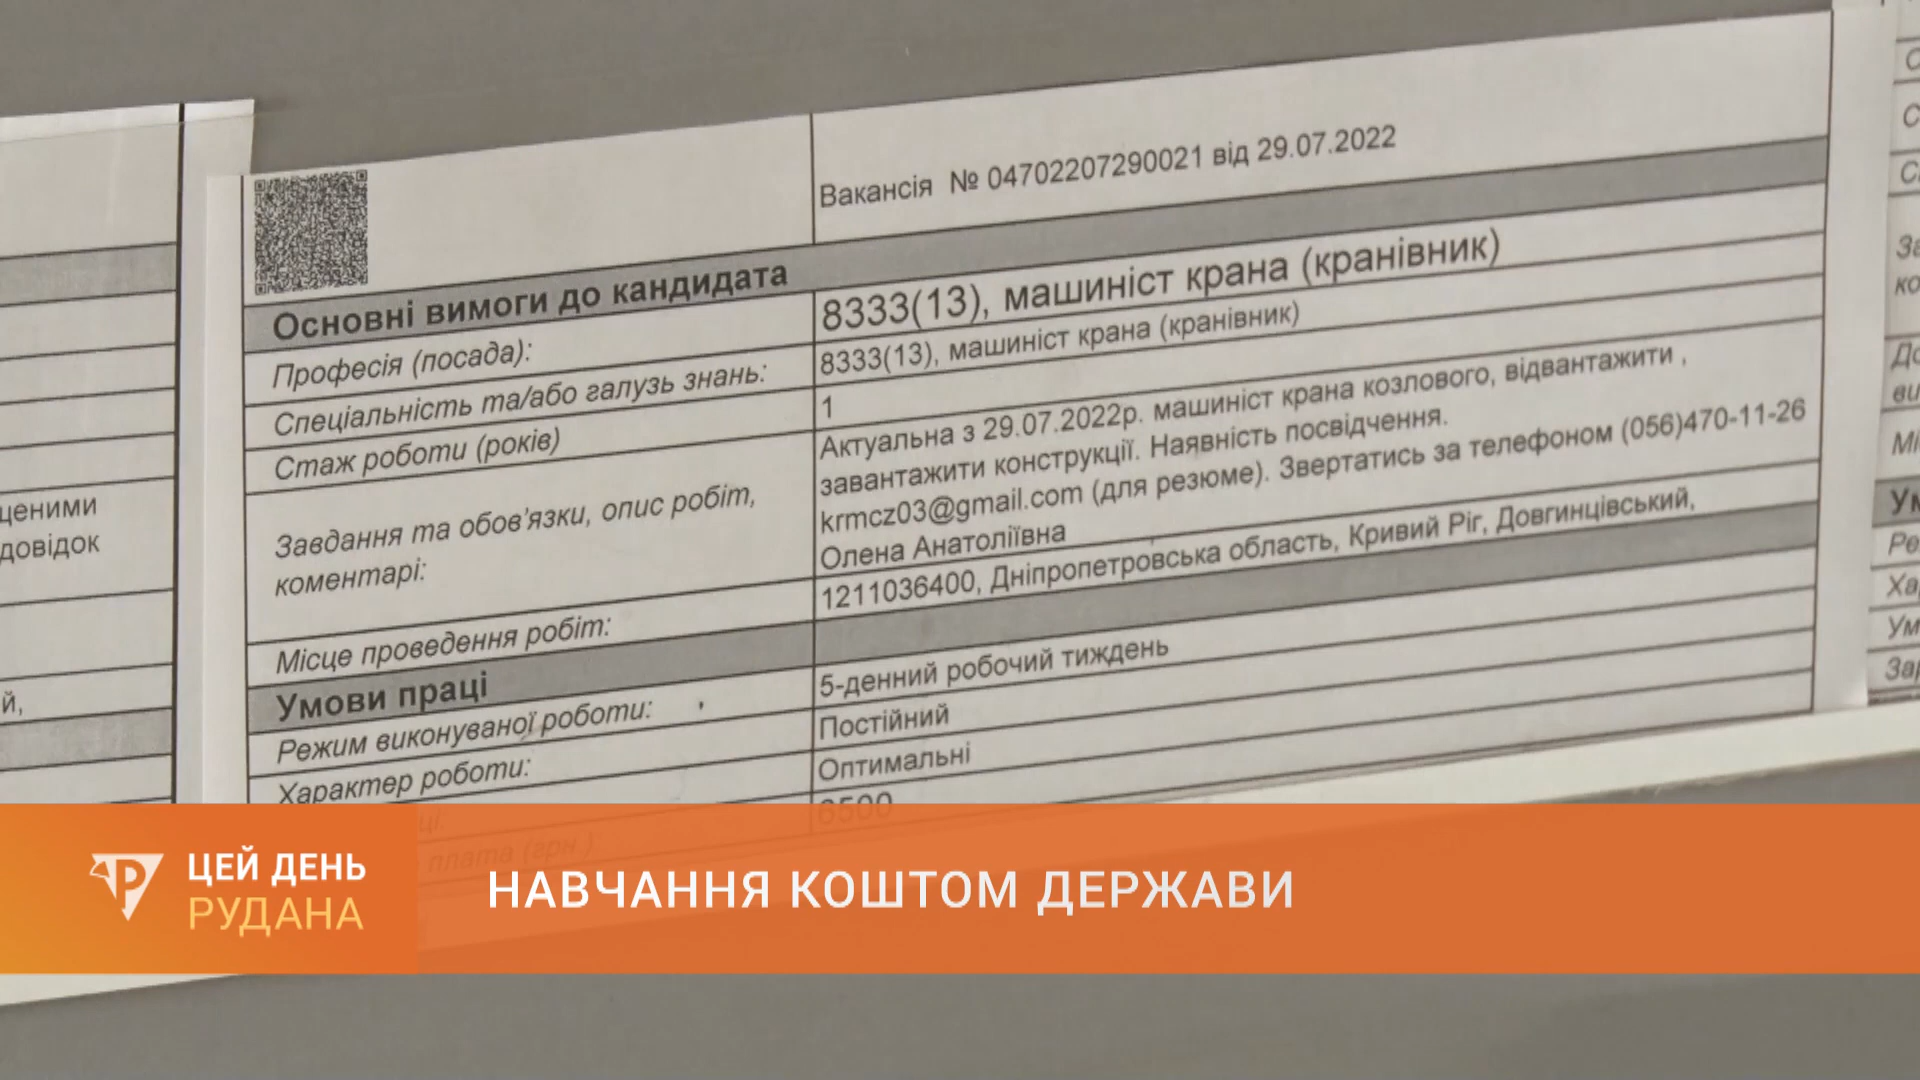 Вакансія № 04702207290021 від 29.07.2022
Основні вимоги до кандидата
Професія (посада):
8333(13), машиніст крана (кранівник)
Спеціальність та/або галузь знань:
8333(13), машиніст крана (кранівник)
Стаж роботи (років)
1
Завдання та обов'язки, опис робіт,
коментарі:
Актуальна з 29.07.2022р. машиніст крана козлового, відвантажити ,
завантажити конструкції. Наявність посвідчення.
krmcz03@gmail.com (для резюме). Звертатись за телефоном (056)470-11-26
Олена Анатоліївна
Місце проведення робіт:
1211036400, Дніпропетровська область, Кривий Ріг, Довгинцівський,
Умови праці
Режим виконуваної роботи:
5-денний робочий тиждень
Характер роботи:
Постійний
Оптимальні
6500
плата (грн.)
довідок
ЦЕЙ ДЕНЬ
РУДАНА
НАВЧАННЯ КОШТОМ ДЕРЖАВИ